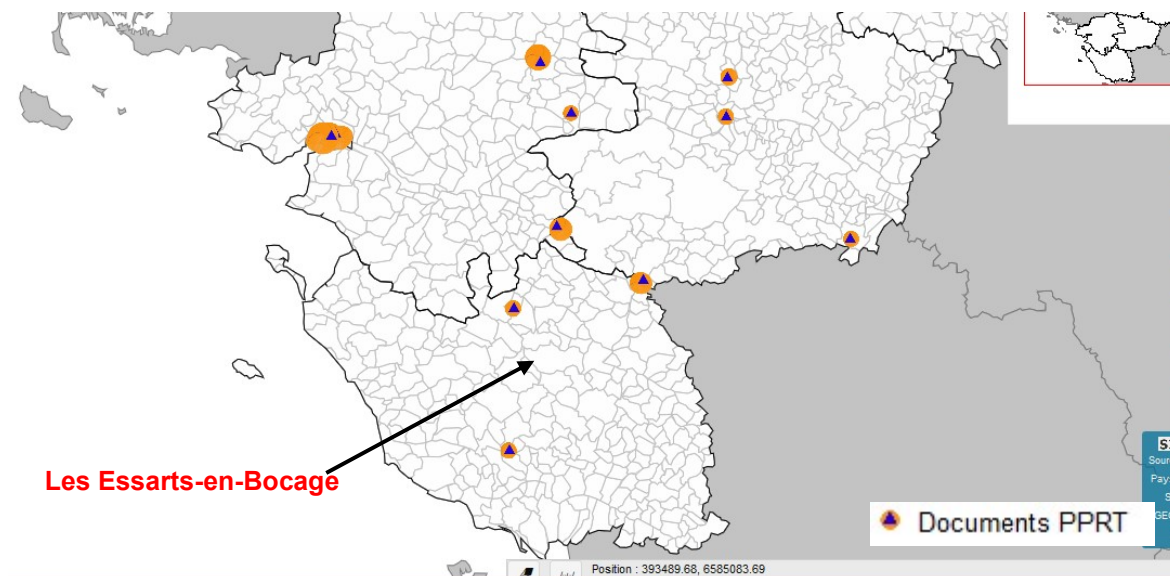 Les Essarts-en-Bocage
Documents PPRT
Position : 393489.68, 6585083.69